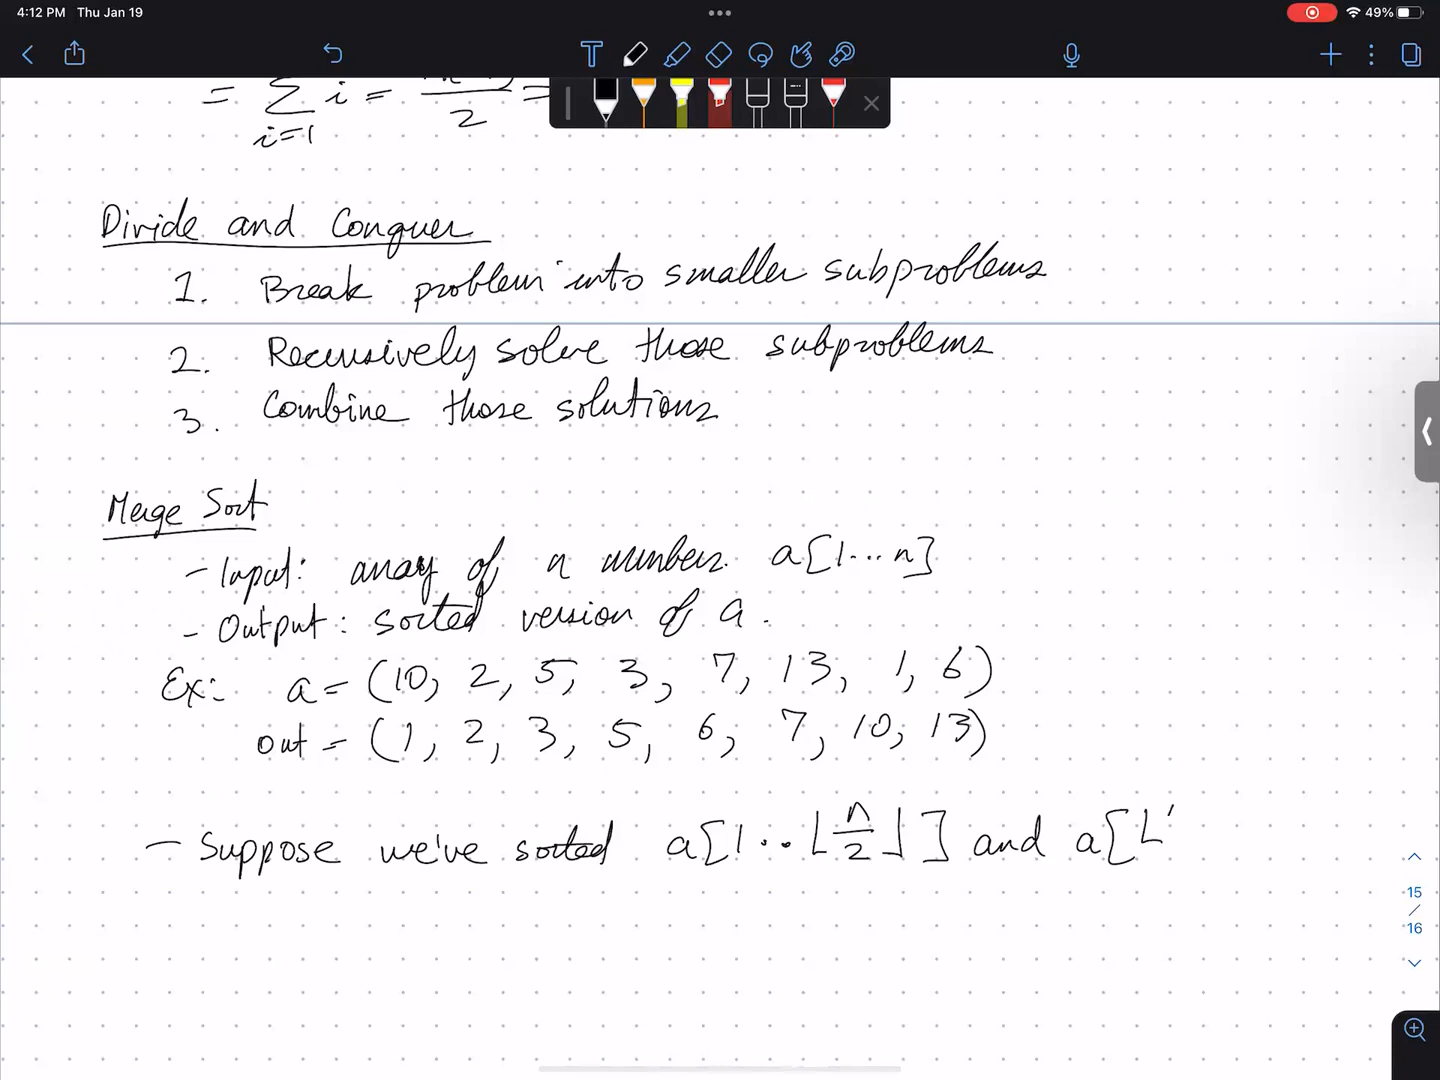 4:12 PM Thu Jan 19
49%
= ∑ i = 2 =
i=1
Divide and Conquer
1. Break problem into smaller subproblems
2. Recursively solve those subproblems
3. Combine those solutions
Merge Sort
- Input: array of n numbers. a[1...n]
- Output: sorted version of a.
Ex: a = (10, 2, 5, 3, 7, 13, 1, 6)
out = (1, 2, 3, 5, 6, 7, 10, 13)
- Suppose we've sorted a[1..⌊n/2⌋] and a[⌊
15
/
16